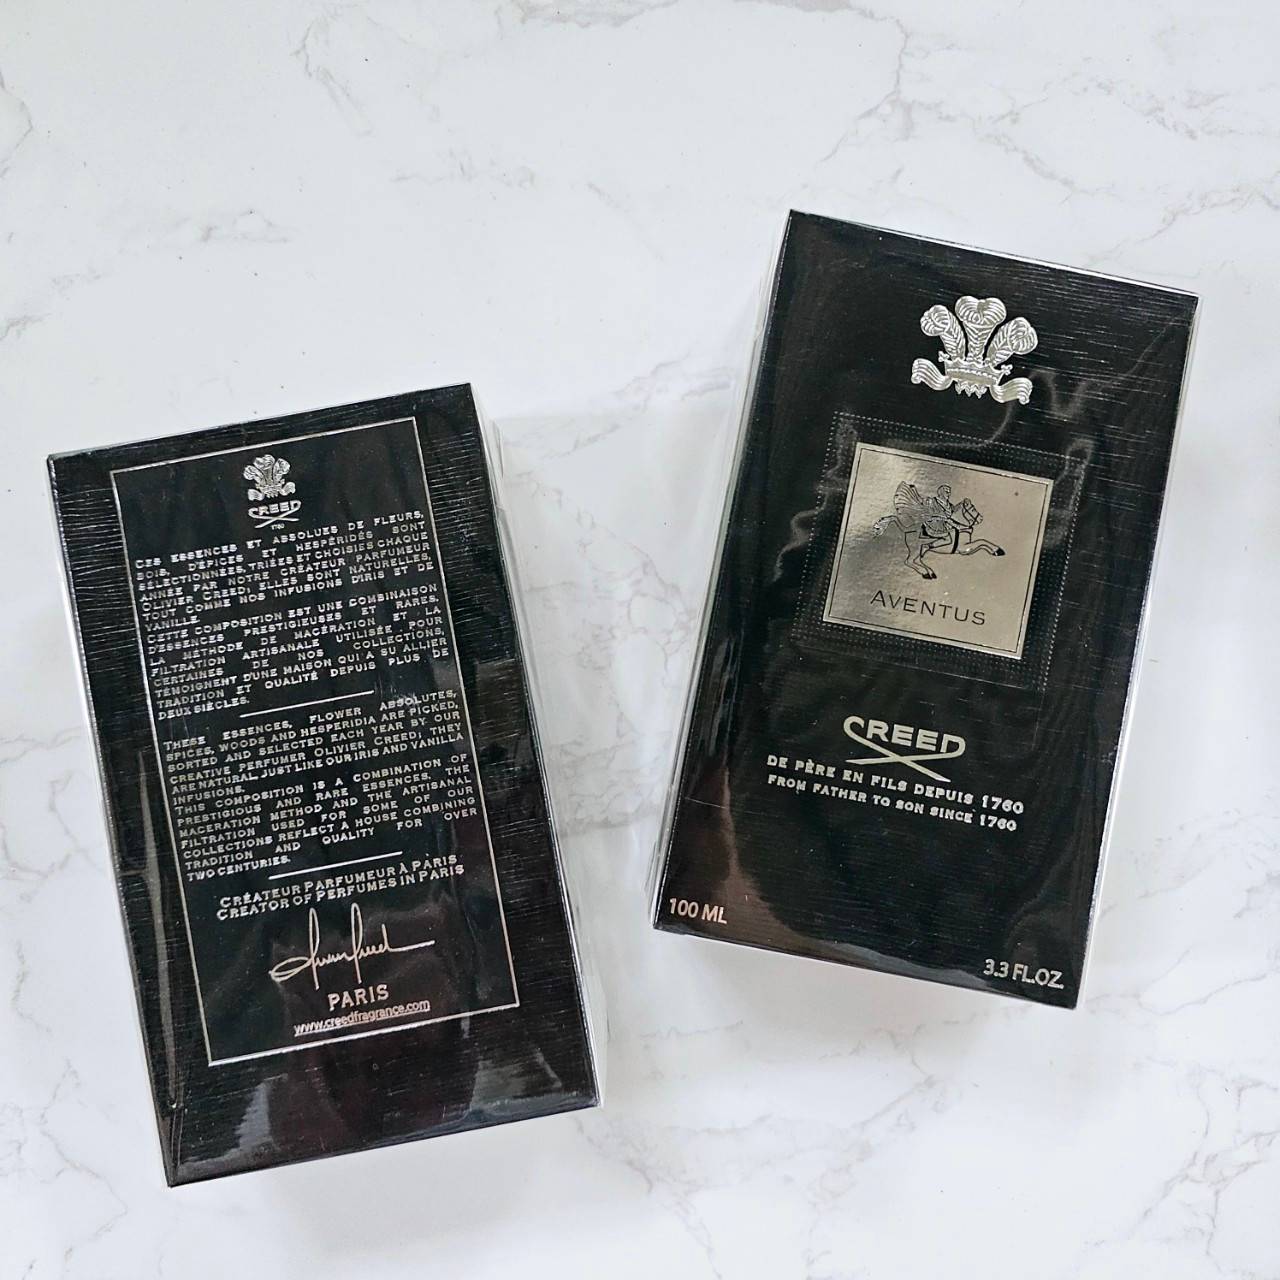 CREED
1760
CES ESSENCES ET ABSOLUES DE FLEURS,
BOIS, D'ÉPICES ET HESPÉRIDÉS SONT
SÉLECTIONNÉES, TRIÉES ET CHOISIES CHAQUE
ANNÉE PAR NOTRE CRÉATEUR PARFUMEUR
OLIVIER CREED; ELLES SONT NATURELLES,
TOUT COMME NOS INFUSIONS D'IRIS ET DE
VANILLE.
CETTE COMPOSITION EST UNE COMBINAISON
D'ESSENCES PRESTIGIEUSES ET RARES.
LA MÉTHODE DE MACÉRATION ET LA
FILTRATION ARTISANALE UTILISÉE POUR
CERTAINES DE NOS COLLECTIONS,
TÉMOIGNENT D'UNE MAISON QUI A SU ALLIER
TRADITION ET QUALITÉ DEPUIS PLUS DE
DEUX SIÈCLES.
THESE ESSENCES, FLOWER ABSOLUTES,
SPICES, WOODS AND HESPERIDIA ARE PICKED,
SORTED AND SELECTED EACH YEAR BY OUR
CREATIVE PERFUMER OLIVIER CREED; THEY
ARE NATURAL, JUST LIKE OUR IRIS AND VANILLA
INFUSIONS.
THIS COMPOSITION IS A COMBINATION OF
PRESTIGIOUS AND RARE ESSENCES. THE
MACERATION METHOD AND THE ARTISANAL
FILTRATION USED FOR SOME OF OUR
COLLECTIONS REFLECT A HOUSE COMBINING
TRADITION AND QUALITY FOR OVER
TWO CENTURIES.
CRÉATEUR PARFUMEUR À PARIS
CREATOR OF PERFUMES IN PARIS
PARIS
www.creedfragrance.com
AVENTUS
CREED
DE PÈRE EN FILS DEPUIS 1760
FROM FATHER TO SON SINCE 1760
100 ML
3.3 FL.OZ.